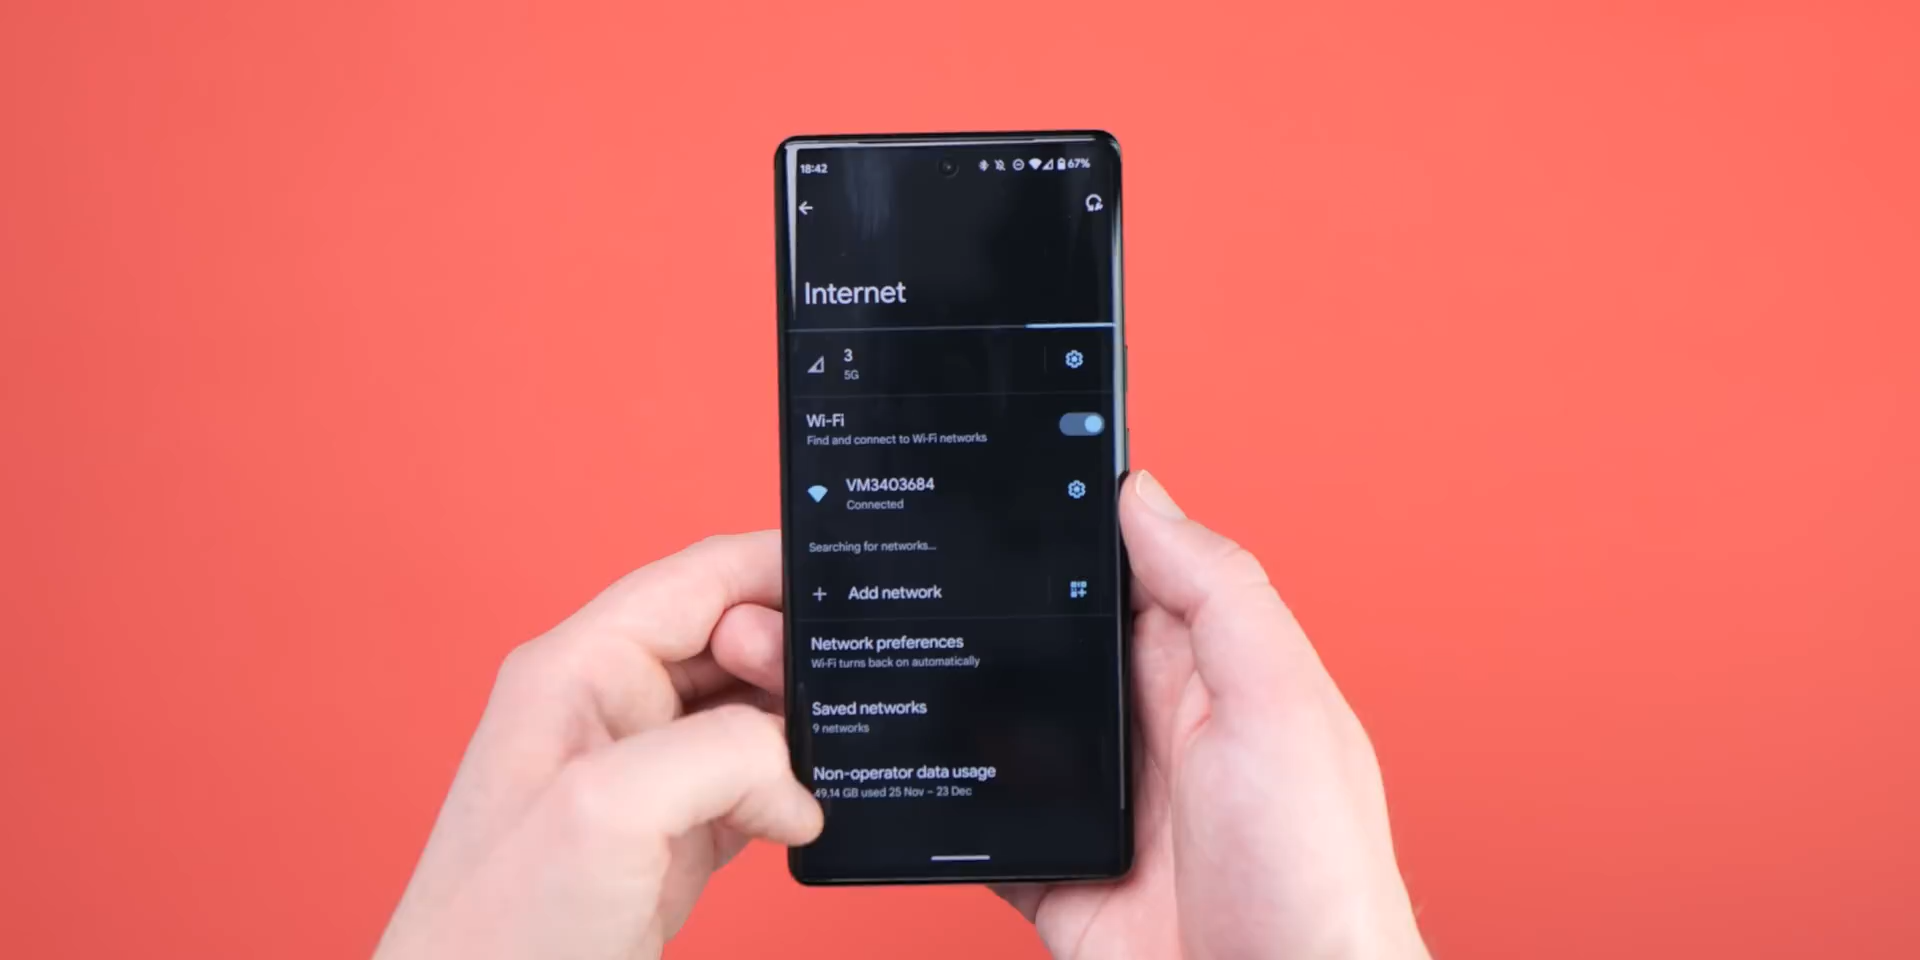 18:42
67%
Internet
3
5G
Wi-Fi
Find and connect to Wi-Fi networks
VM3403684
Connected
Searching for networks...
Add network
Network preferences
Wi-Fi turns back on automatically
Saved networks
9 networks
Non-operator data usage
49.14 GB used 25 Nov – 23 Dec